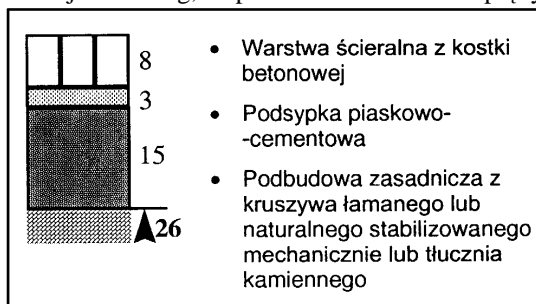 8
3
15
26
• Warstwa ścieralna z kostki
betonowej
• Podsypka piaskowo-
-cementowa
• Podbudowa zasadnicza z
kruszywa łamanego lub
naturalnego stabilizowanego
mechanicznie lub tłucznia
kamiennego